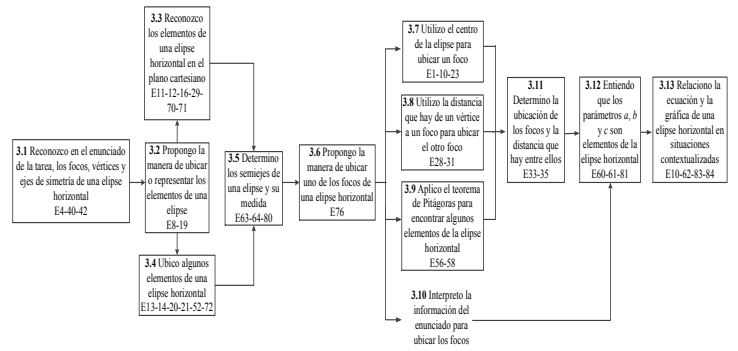 3.1 Reconozco en el enunciado
de la tarea, los focos, vértices y
ejes de simetría de una elipse
horizontal
E4-40-42
3.3 Reconozco
los elementos de
una elipse
horizontal en el
plano cartesiano
E11-12-16-29-
70-71
3.2 Propongo la
manera de ubicar
o representar los
elementos de una
elipse
E8-19
3.4 Ubico algunos
elementos de una
elipse horizontal
E13-14-20-21-52-72
3.5 Determino
los semiejes de
una elipse y su
medida
E63-64-80
3.6 Propongo la
manera de ubicar
uno de los focos de
una elipse horizontal
E76
3.7 Utilizo el centro
de la elipse para
ubicar un foco
E1-10-23
3.8 Utilizo la distancia
que hay de un vértice
a un foco para ubicar
el otro foco
E28-31
3.9 Aplico el teorema
de Pitágoras para
encontrar algunos
elementos de la elipse
horizontal
E56-58
3.10 Interpreto la
información del
enunciado para
ubicar los focos
3.11
Determino la
ubicación de
los focos y la
distancia que
hay entre ellos
E33-35
3.12 Entiendo
que los
parámetros a, b
y c son
elementos de la
elipse horizontal
E60-61-81
3.13 Relaciono la
ecuación y la
gráfica de una
elipse horizontal en
situaciones
contextualizadas
E10-62-83-84